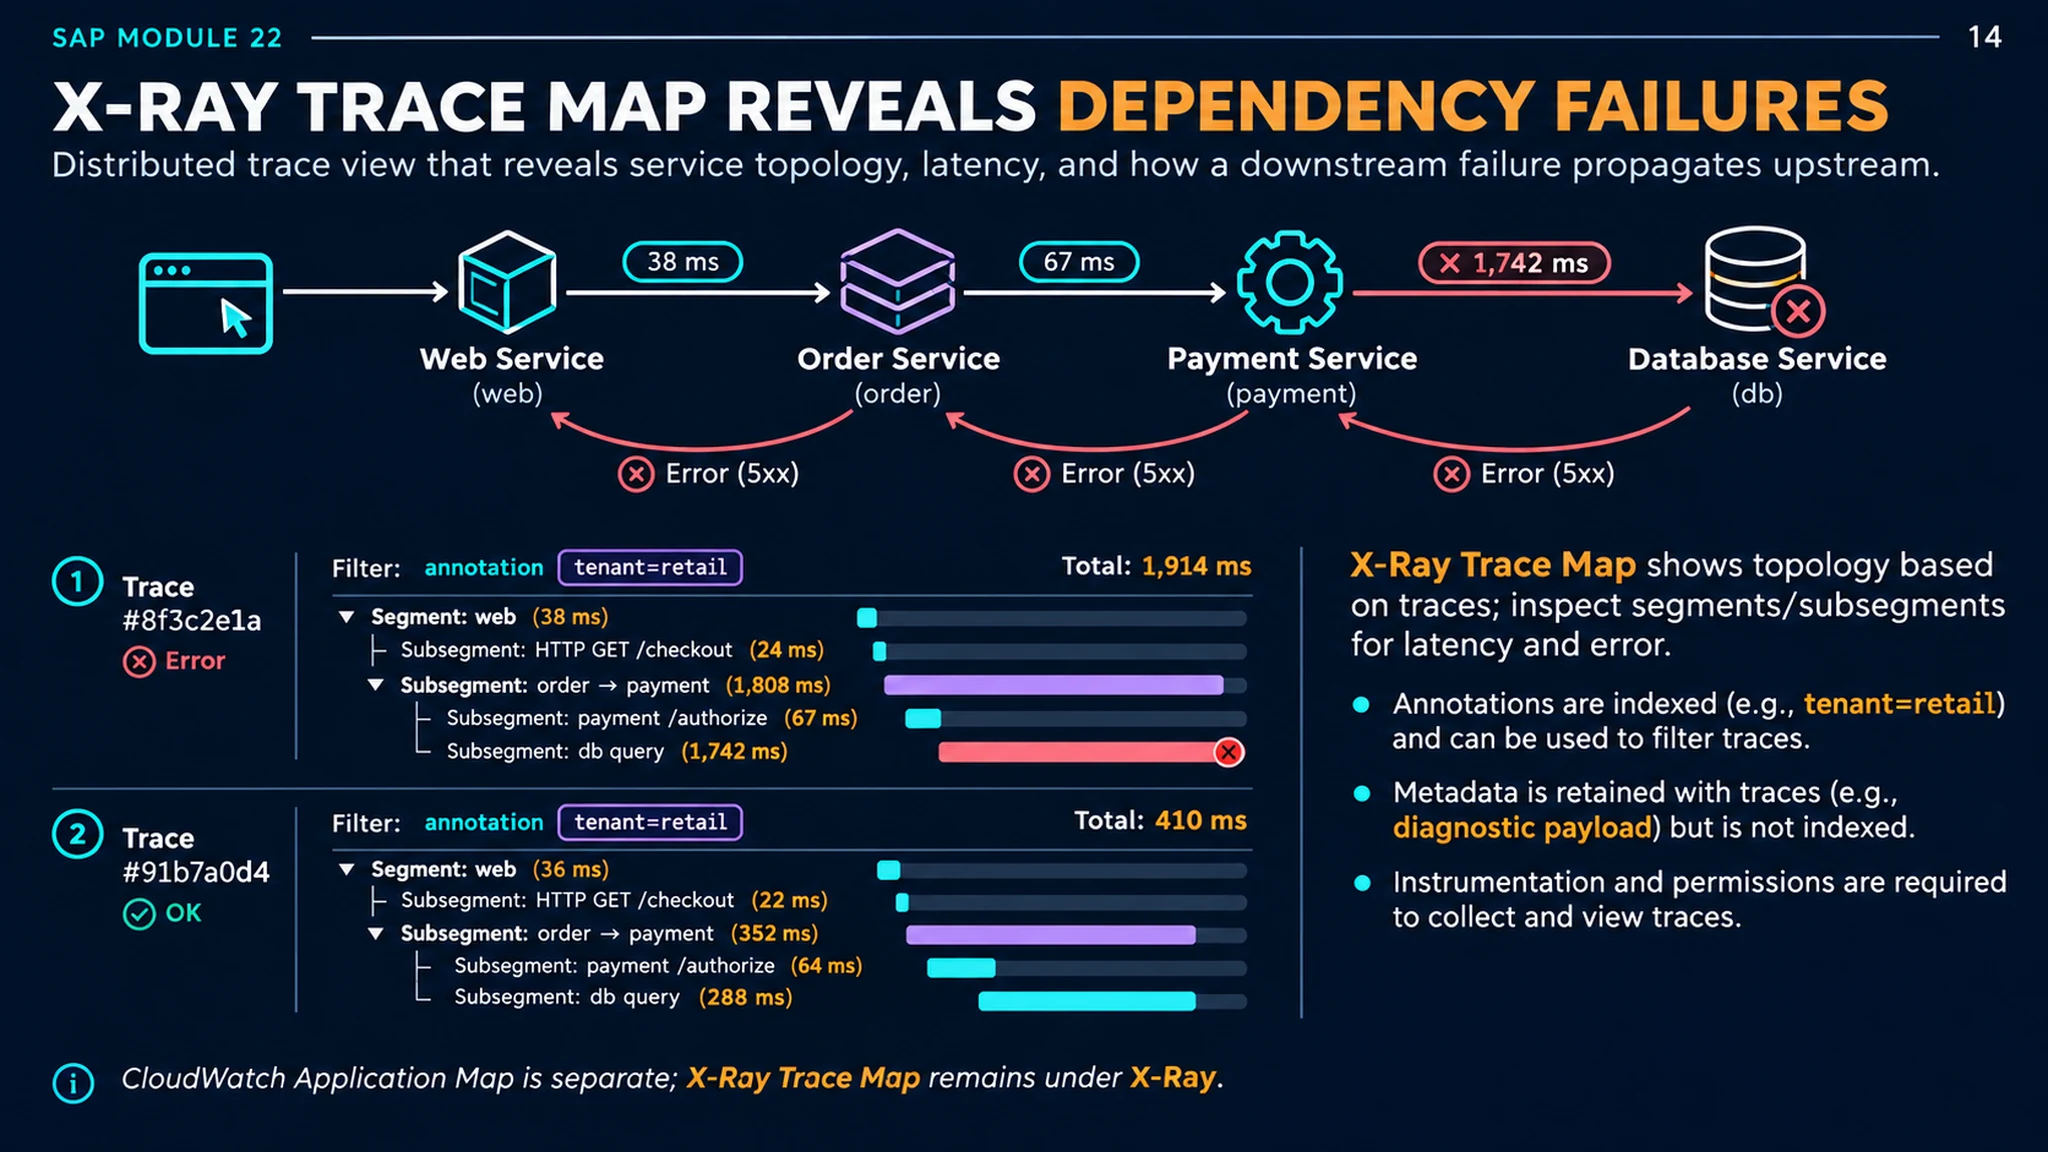 SAP MODULE 22
14
X-RAY TRACE MAP REVEALS DEPENDENCY FAILURES
Distributed trace view that reveals service topology, latency, and how a downstream failure propagates upstream.
38 ms
67 ms
1,742 ms
Web Service
(web)
Order Service
(order)
Payment Service
(payment)
Database Service
(db)
Error (5xx)
Error (5xx)
Error (5xx)
1
Trace
#8f3c2e1a
Error
Filter: annotation tenant=retail Total: 1,914 ms
Segment: web (38 ms)
Subsegment: HTTP GET /checkout (24 ms)
Subsegment: order → payment (1,808 ms)
Subsegment: payment /authorize (67 ms)
Subsegment: db query (1,742 ms)
2
Trace
#91b7a0d4
OK
Filter: annotation tenant=retail Total: 410 ms
Segment: web (36 ms)
Subsegment: HTTP GET /checkout (22 ms)
Subsegment: order → payment (352 ms)
Subsegment: payment /authorize (64 ms)
Subsegment: db query (288 ms)
X-Ray Trace Map shows topology based
on traces; inspect segments/subsegments
for latency and error.
Annotations are indexed (e.g., tenant=retail)
and can be used to filter traces.
Metadata is retained with traces (e.g.,
diagnostic payload) but is not indexed.
Instrumentation and permissions are required
to collect and view traces.
i
CloudWatch Application Map is separate; X-Ray Trace Map remains under X-Ray.